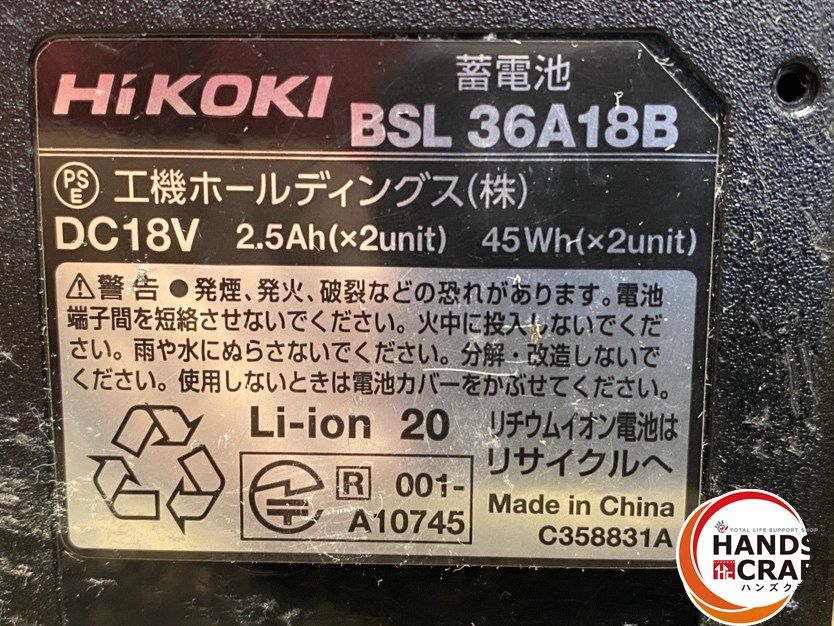 HiKOKI
蓄電池
BSL 36A18B
PSE 工機ホールディングス(株)
DC18V 2.5Ah(×2unit) 45Wh(×2unit)
⚠警告 ●発煙、発火、破裂などの恐れがあります。電池
端子間を短絡させないでください。火中に投入しないでくだ
さい。雨や水にぬらさないでください。分解・改造しないで
ください。使用しないときは電池カバーをかぶせてください。
Li-ion 20
リチウムイオン電池は
リサイクルへ
R 001-
A10745
Made in China
C358831A
TOTAL LIFE SUPPORT SHOP
HANDS
CRAFT
ハンズク